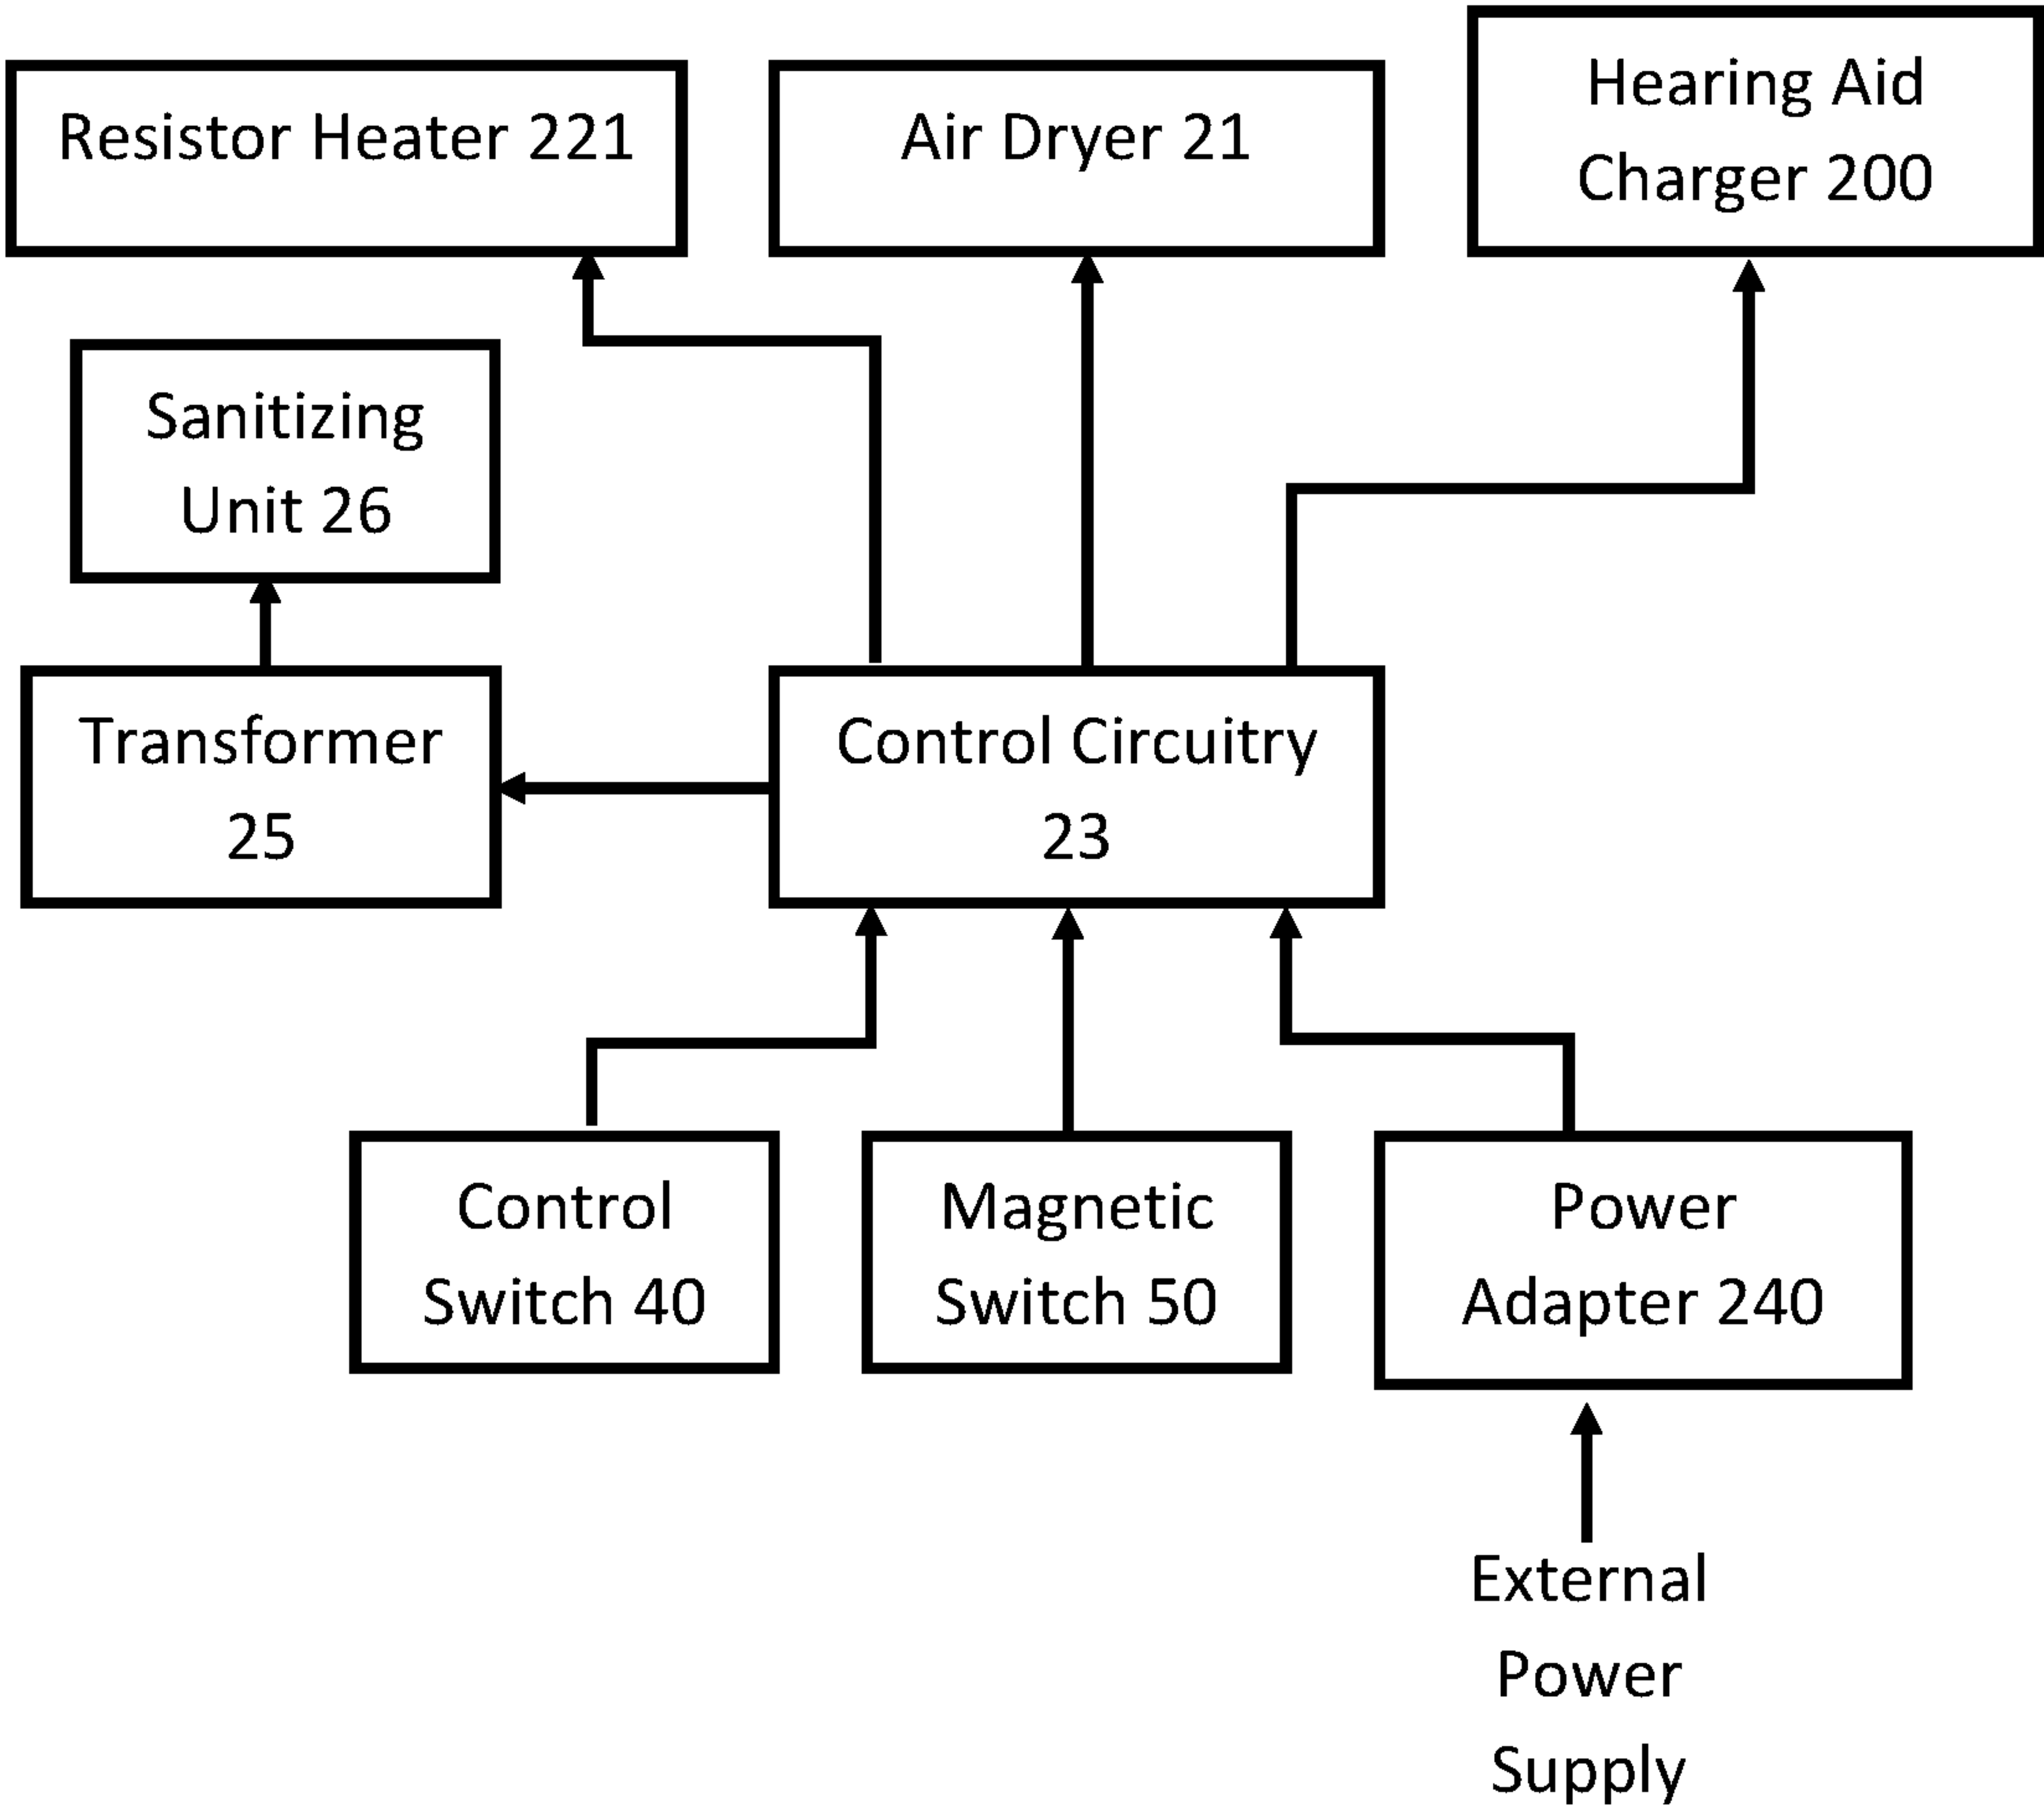 Resistor Heater 221
Air Dryer 21
Hearing Aid
Charger 200
Sanitizing
Unit 26
Transformer
25
Control Circuitry
23
Control
Switch 40
Magnetic
Switch 50
Power
Adapter 240
External
Power
Supply